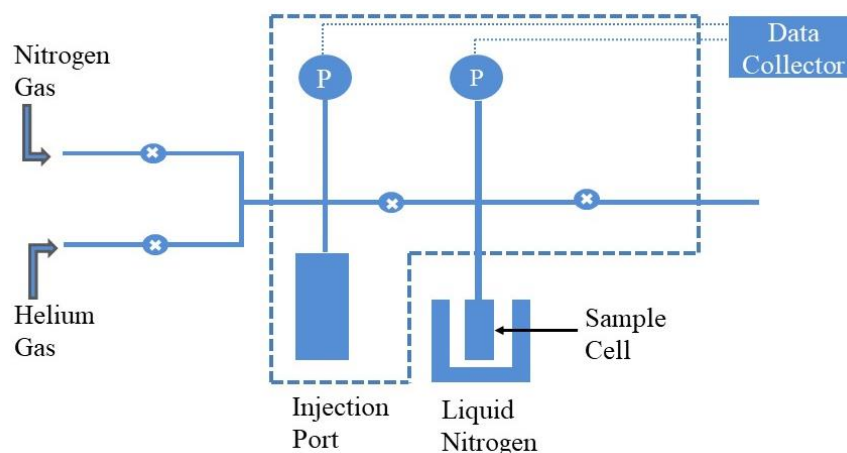 Data
Collector
Nitrogen
Gas
P
P
Helium
Gas
Sample
Cell
Injection
Port
Liquid
Nitrogen